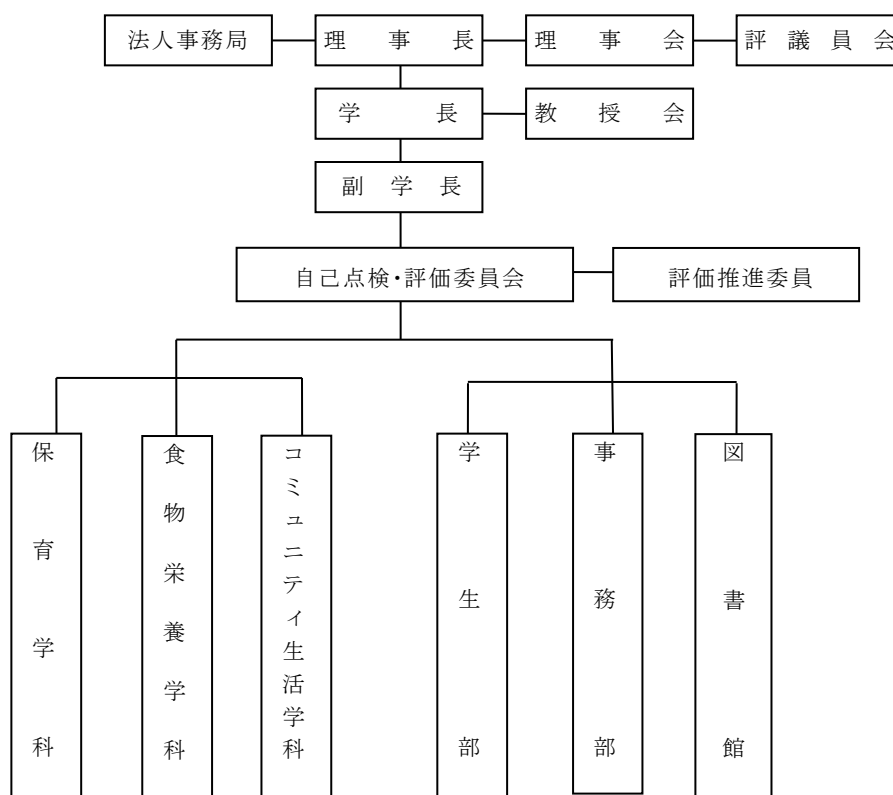 法人事務局
理事長
理事会
評議員会
学長
教授会
副学長
自己点検・評価委員会
評価推進委員
保育学科
食物栄養学科
コミュニティ生活学科
学生部
事務部
図書館